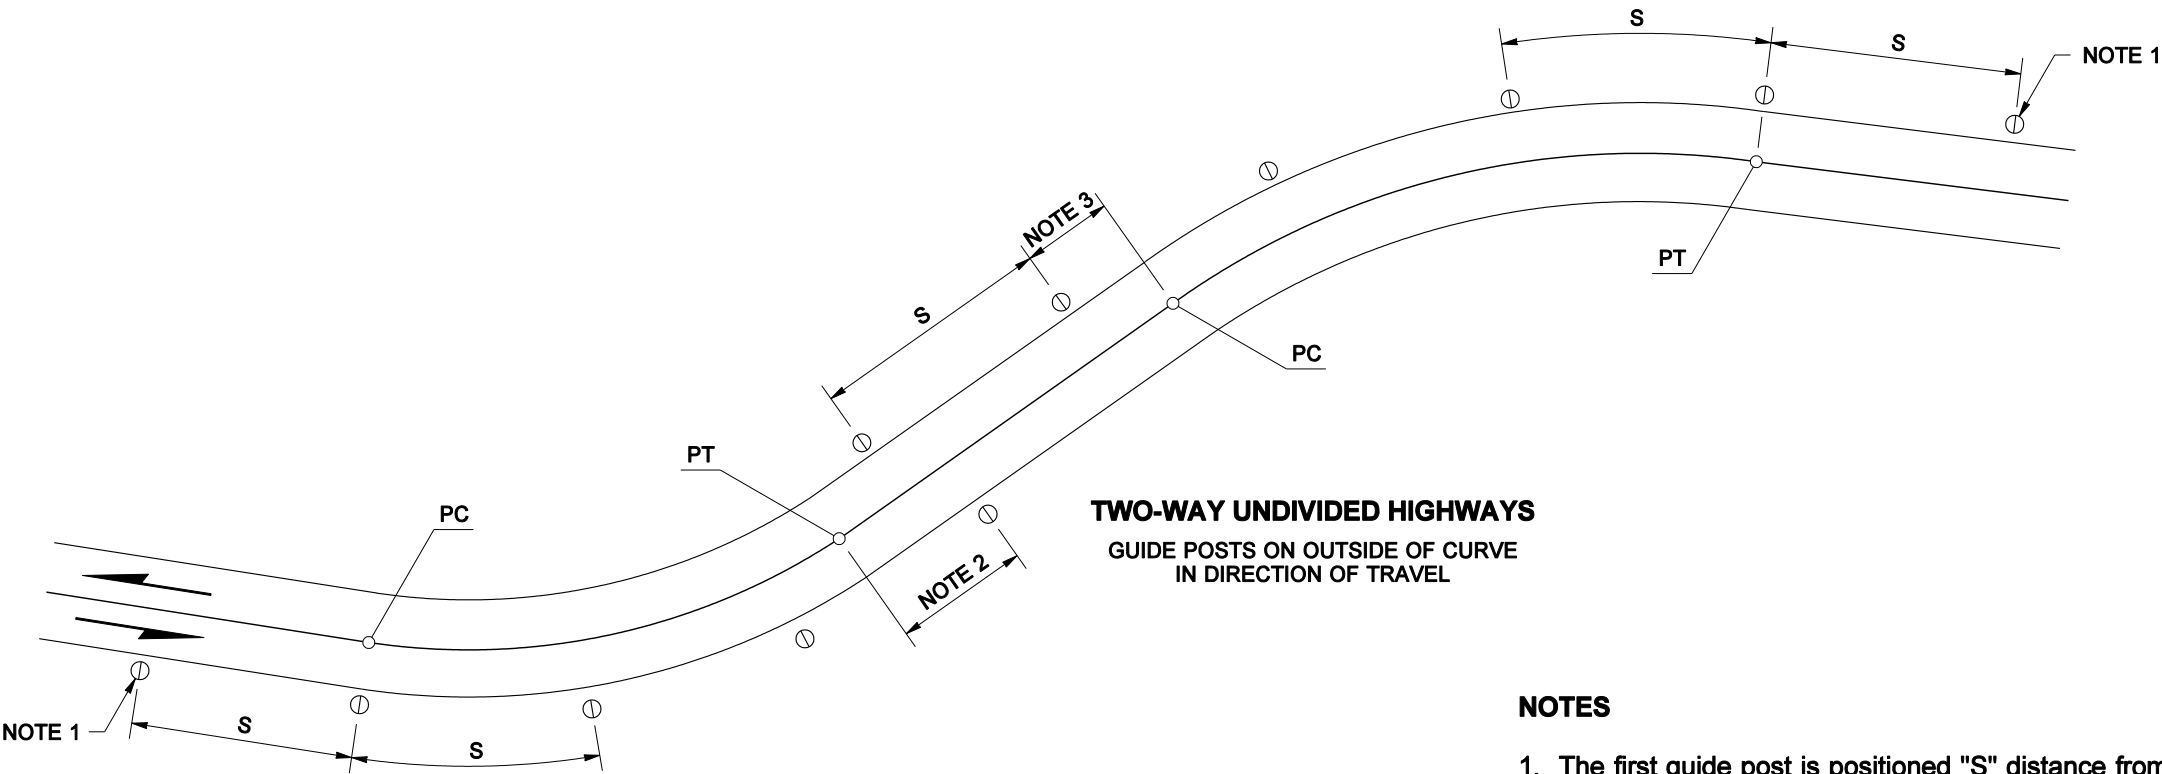 S
S
NOTE 1
NOTE 3
S
PT
PC
PT
PC
TWO-WAY UNDIVIDED HIGHWAYS
GUIDE POSTS ON OUTSIDE OF CURVE
IN DIRECTION OF TRAVEL
NOTE 2
NOTE 1
S
S
NOTES
1. The first guide post is positioned "S" distance from